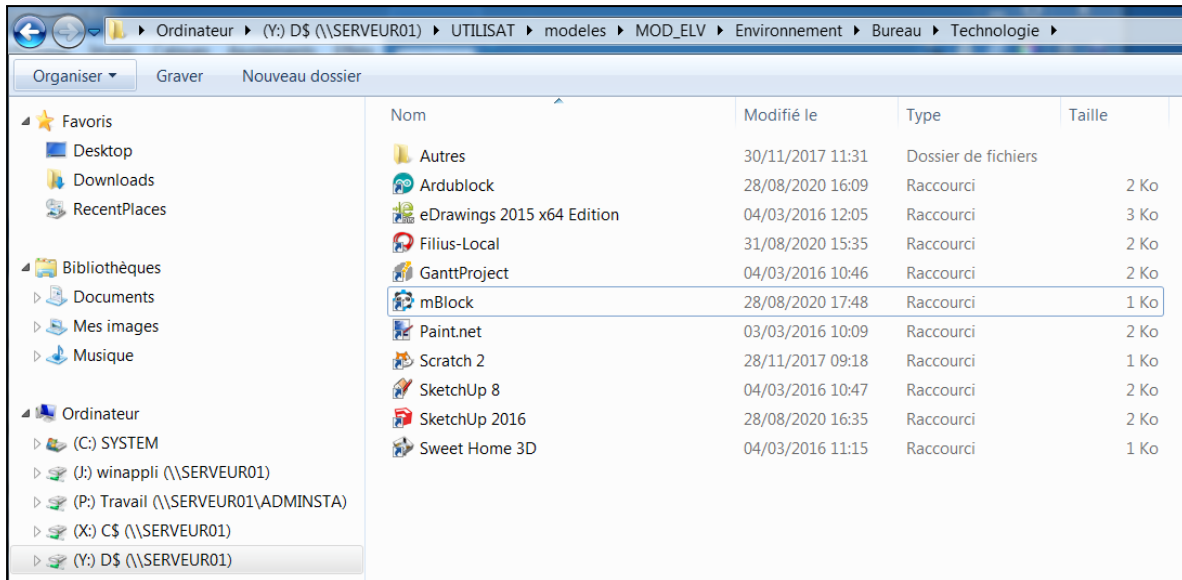 Ordinateur (Y:) D$ (\\SERVEUR01) UTILISAT modeles MOD_ELV Environnement Bureau Technologie
Organiser Graver Nouveau dossier
Favoris
Desktop
Downloads
RecentPlaces
Bibliothèques
Documents
Mes images
Musique
Ordinateur
(C:) SYSTEM
(J:) winappli (\\SERVEUR01)
(P:) Travail (\\SERVEUR01\ADMINSTA)
(X:) C$ (\\SERVEUR01)
(Y:) D$ (\\SERVEUR01)
Nom Modifié le Type Taille
Autres 30/11/2017 11:31 Dossier de fichiers
Ardublock 28/08/2020 16:09 Raccourci 2 Ko
eDrawings 2015 x64 Edition 04/03/2016 12:05 Raccourci 3 Ko
Filius-Local 31/08/2020 15:35 Raccourci 2 Ko
GanttProject 04/03/2016 10:46 Raccourci 2 Ko
mBlock 28/08/2020 17:48 Raccourci 1 Ko
Paint.net 03/03/2016 10:09 Raccourci 2 Ko
Scratch 2 28/11/2017 09:18 Raccourci 1 Ko
SketchUp 8 04/03/2016 10:47 Raccourci 2 Ko
SketchUp 2016 28/08/2020 16:35 Raccourci 2 Ko
Sweet Home 3D 04/03/2016 11:15 Raccourci 1 Ko